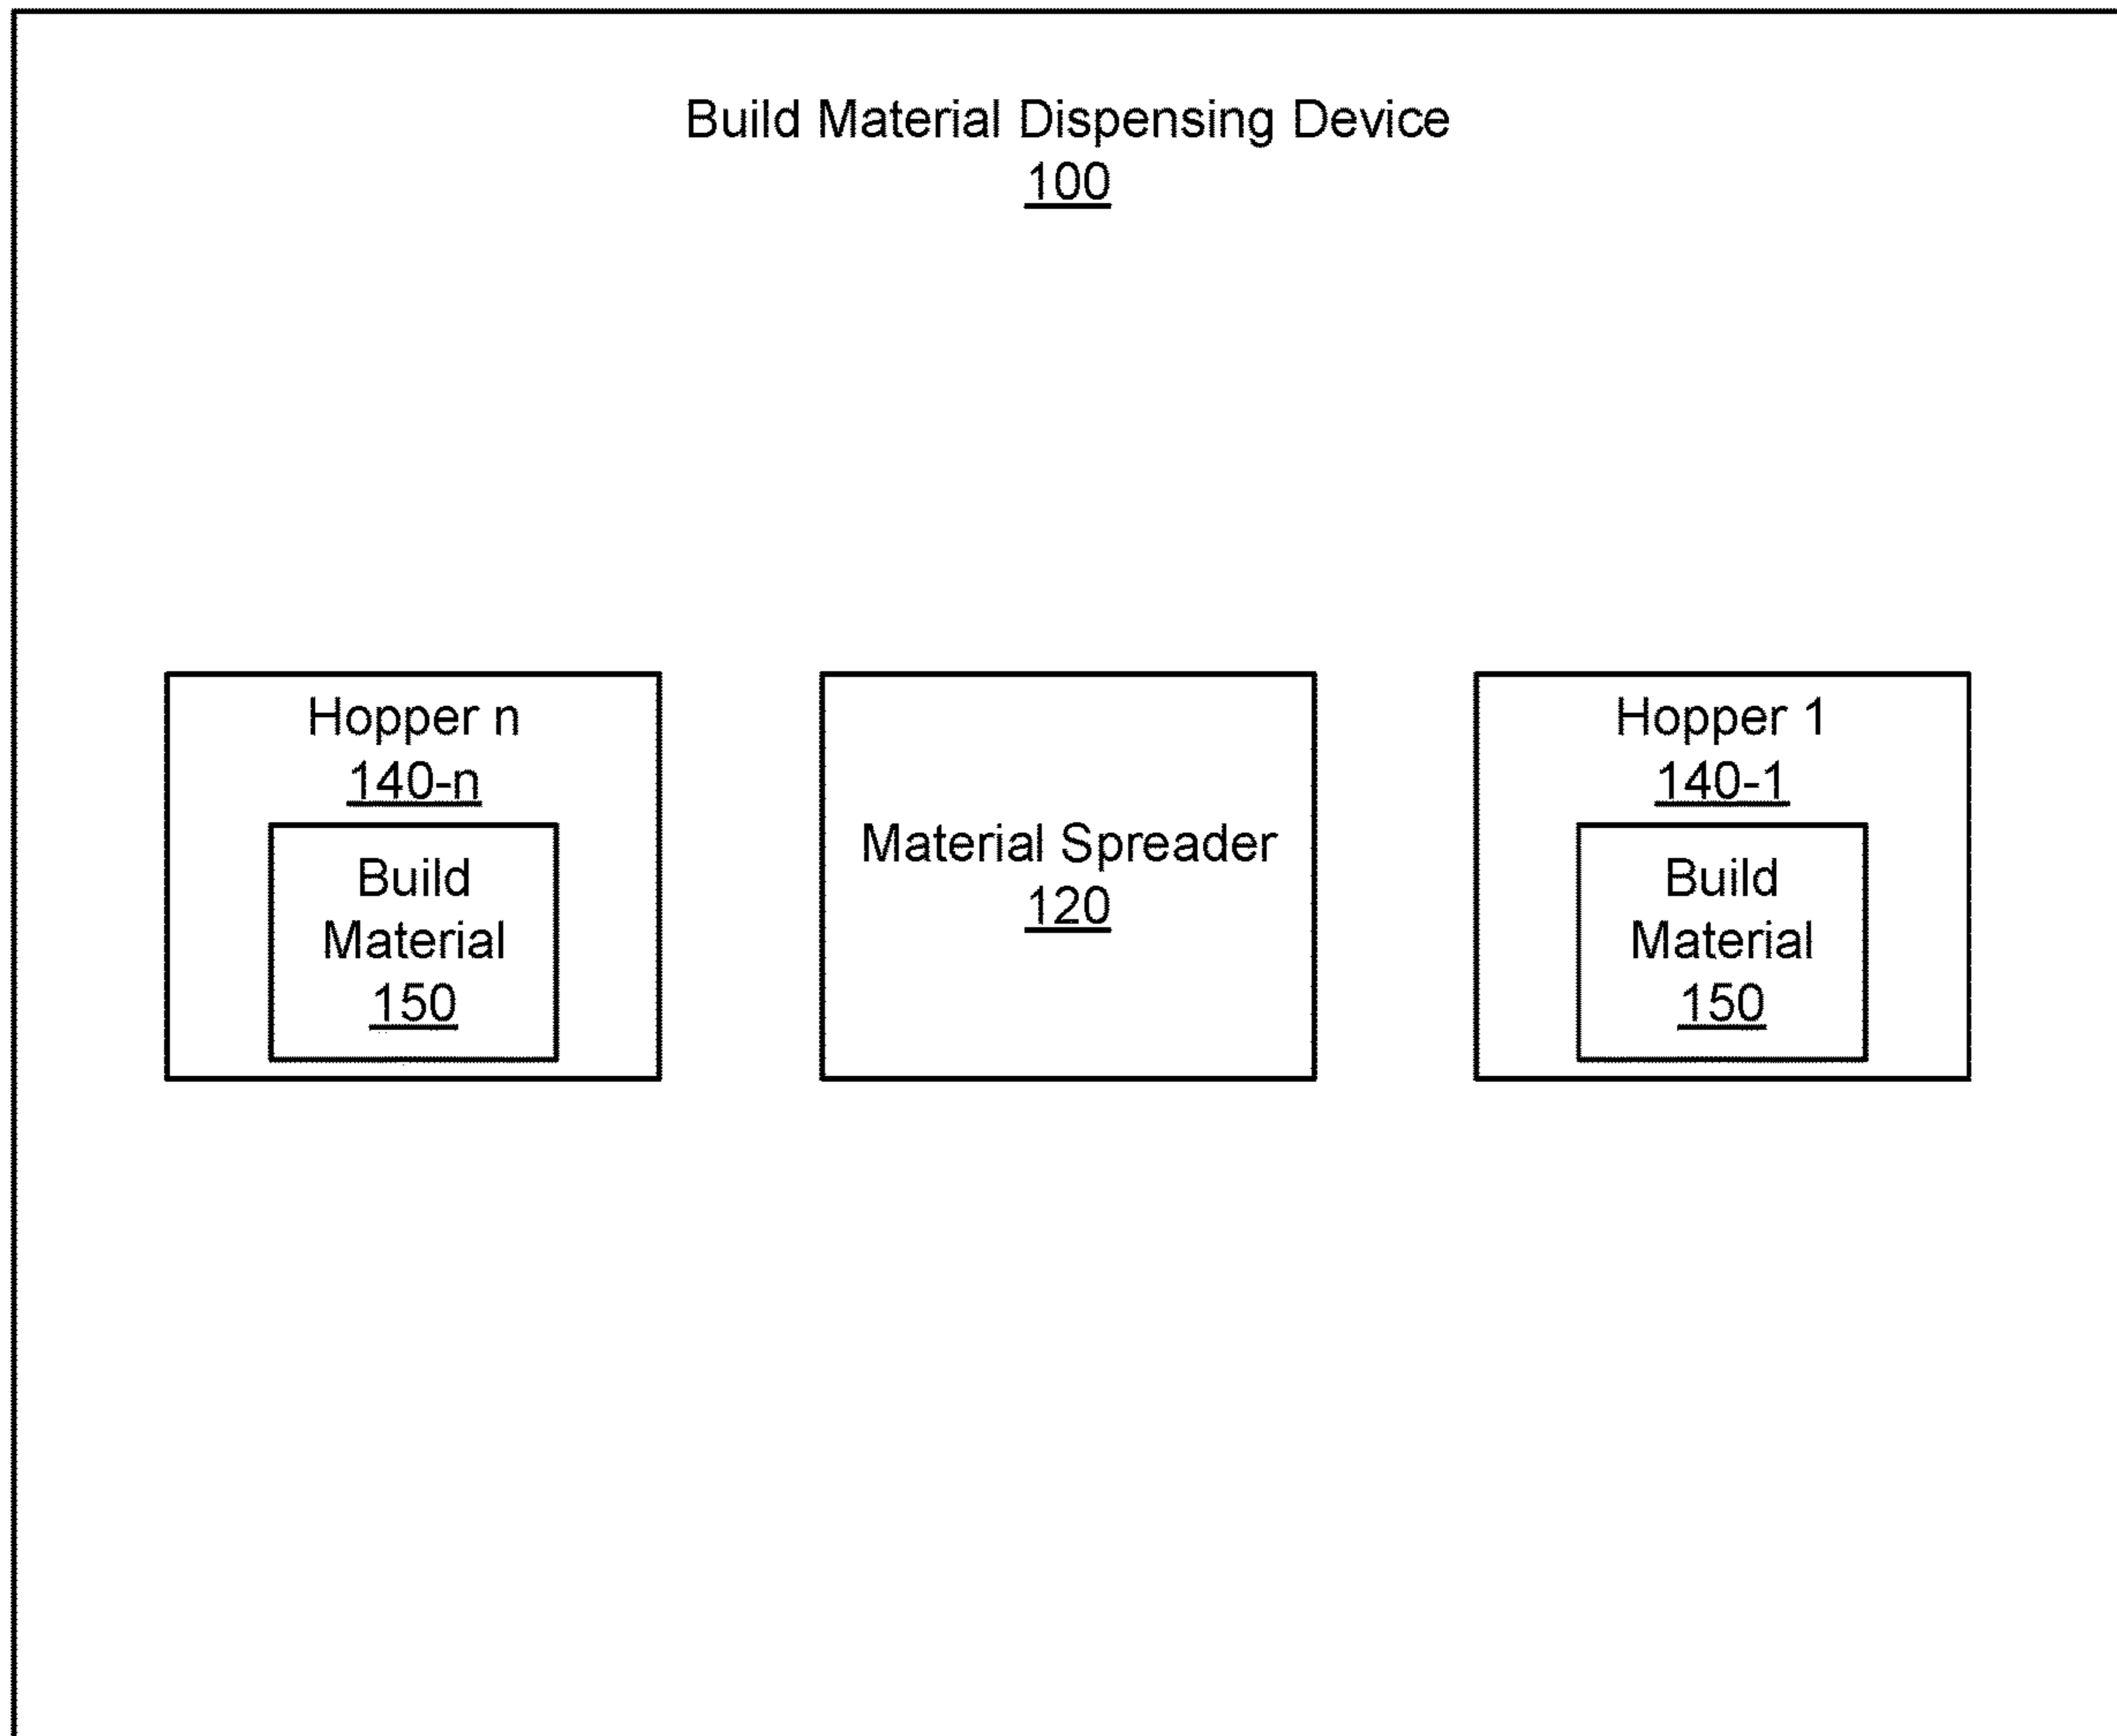 Build Material Dispensing Device
100
Hopper n
140-n
Build
Material
150
Material Spreader
120
Hopper 1
140-1
Build
Material
150